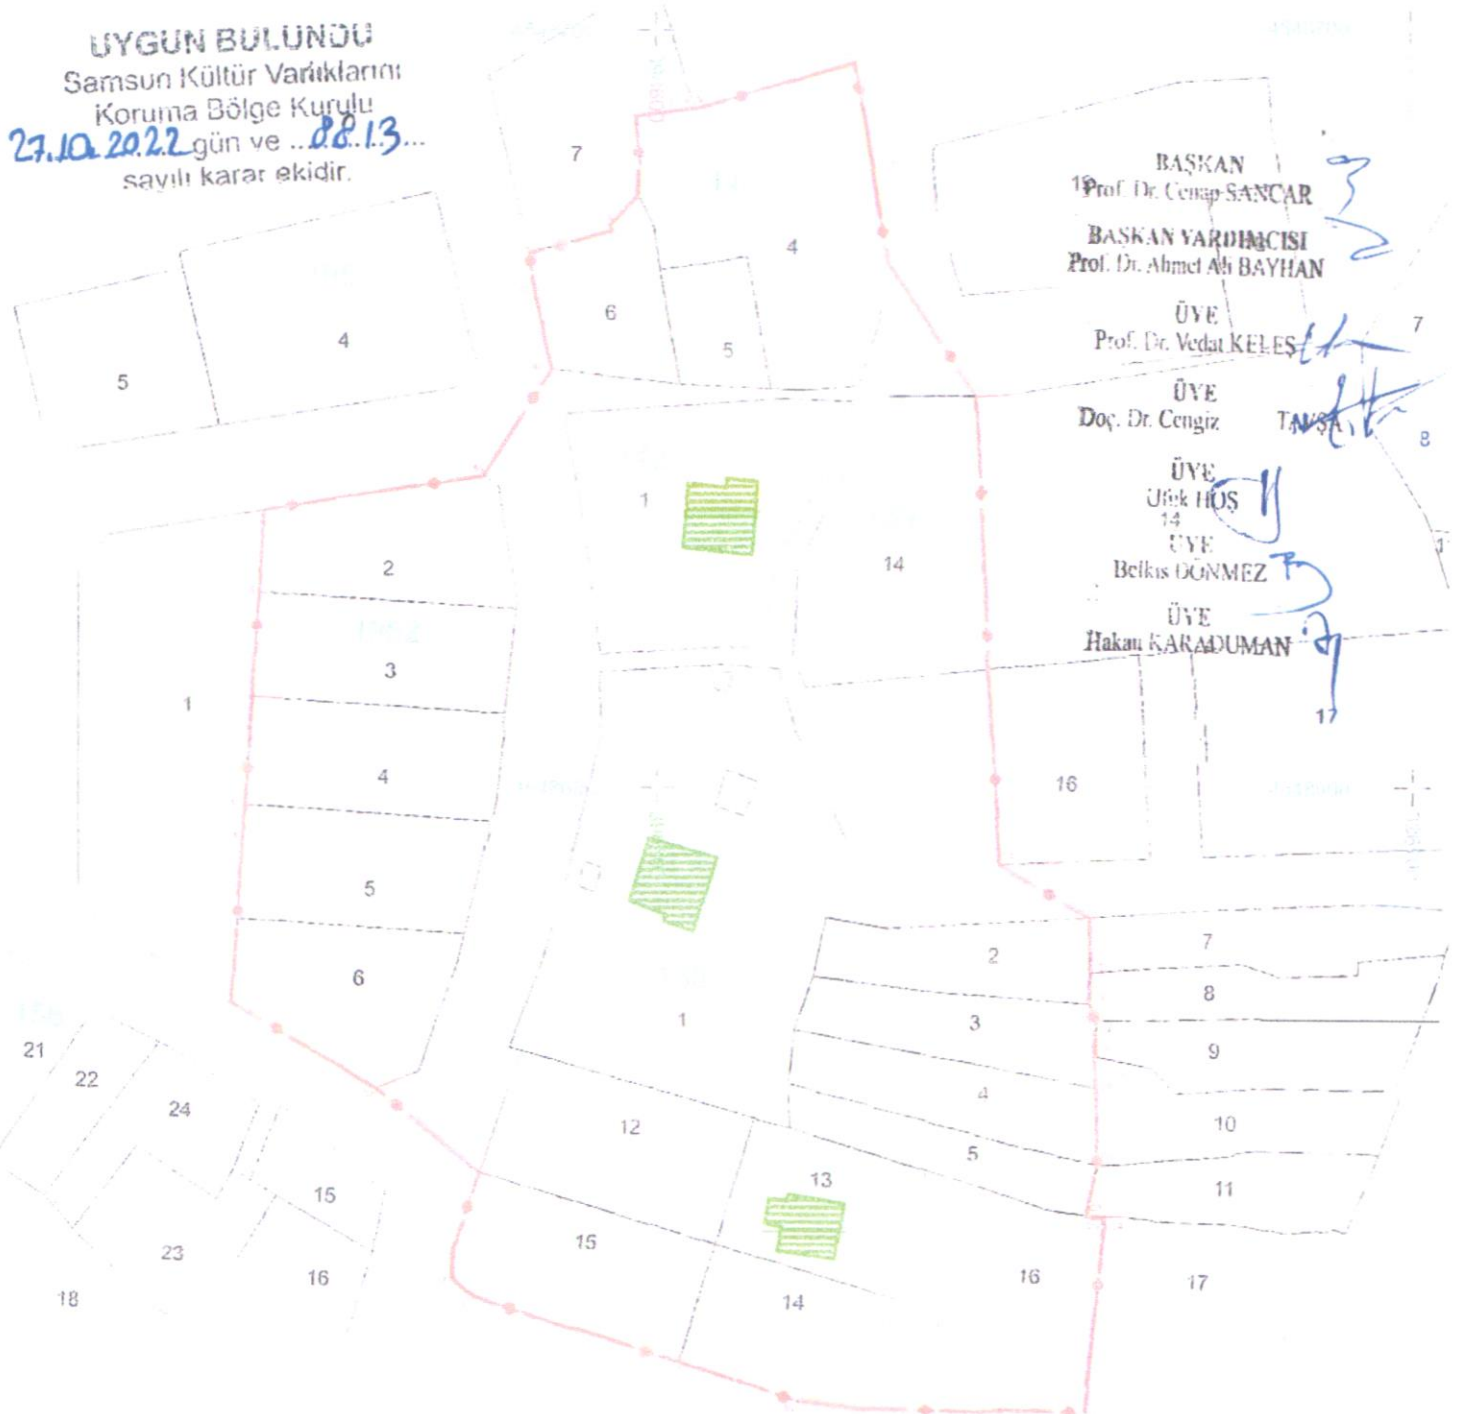 UYGUN BULUNDU
Samsun Kültür Varlıklarını
Koruma Bölge Kurulu
27.10.2022 gün ve ...8813...
sayılı karar ekidir.
BAŞKAN
Prof. Dr. Cenap SANCAR
BAŞKAN YARDIMCISI
Prof. Dr. Ahmet Ali BAYHAN
ÜYE
Prof. Dr. Vedat KELEŞ
ÜYE
Doç. Dr. Cengiz
ÜYE
Ufuk HOŞ
14
ÜYE
Belkıs DÖNMEZ
ÜYE
Hakan KARADUMAN
7
4
6
5
5
4
7
8
1
14
2
3
1
4
5
6
17
16
1
2
3
4
5
7
8
9
10
11
21
22
24
15
23
16
18
12
13
15
14
16
17